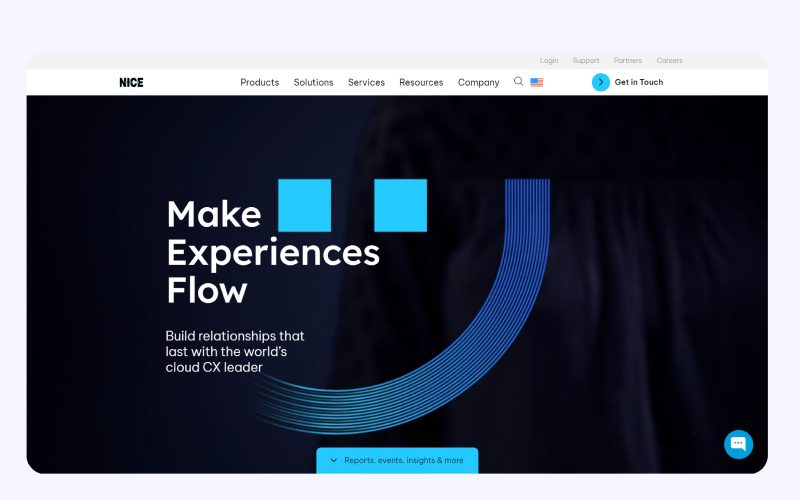 Login Support Partners Careers
NICE Products Solutions Services Resources Company Get in Touch
Make
Experiences
Flow
Build relationships that
last with the world's
cloud CX leader
Reports, events, insights & more